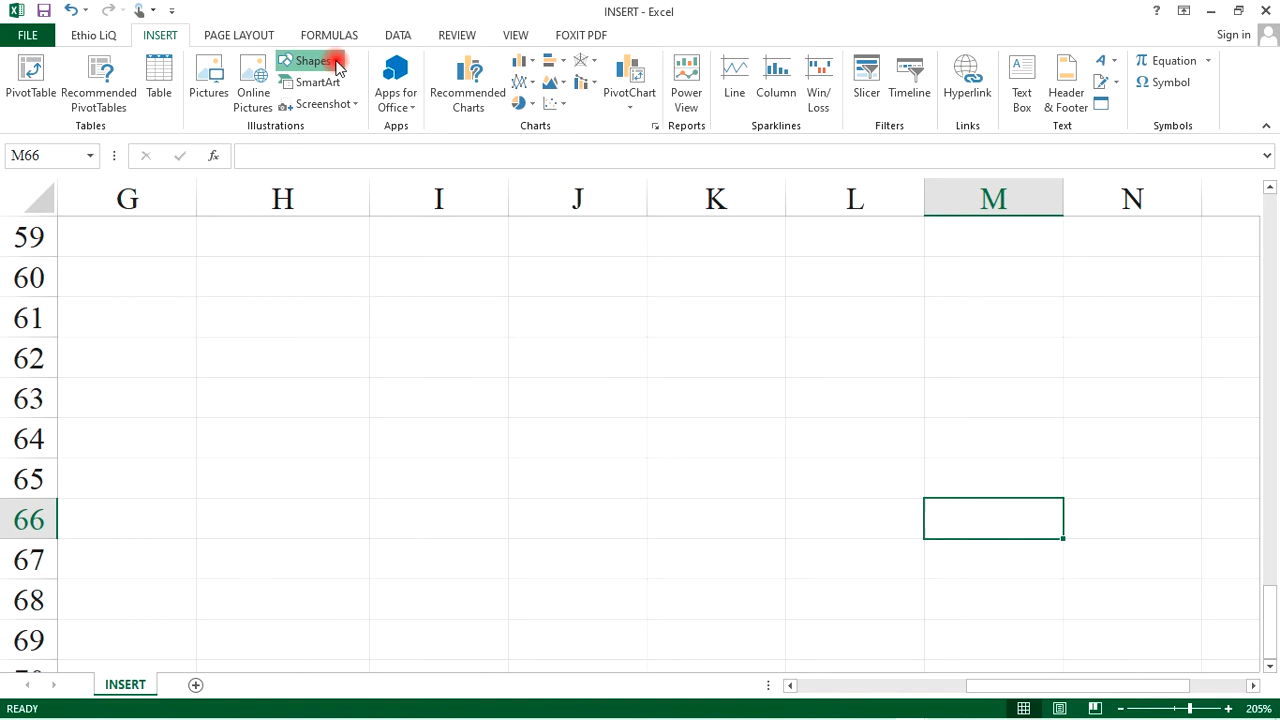 INSERT - Excel
?
FILE
Ethio LiQ
INSERT
PAGE LAYOUT
FORMULAS
DATA
REVIEW
VIEW
FOXIT PDF
Sign in
PivotTable
Recommended
PivotTables
Table
Tables
Pictures
Online
Pictures
Shapes
SmartArt
Screenshot
Illustrations
Apps for
Office
Apps
Recommended
Charts
PivotChart
Charts
Power
View
Reports
Line
Column
Win/
Loss
Sparklines
Slicer
Timeline
Filters
Hyperlink
Links
Text
Box
Header
& Footer
Text
π Equation
Ω Symbol
Symbols
M66
fx
G H I J K L M N
59
60
61
62
63
64
65
66
67
68
69
INSERT
READY
205%